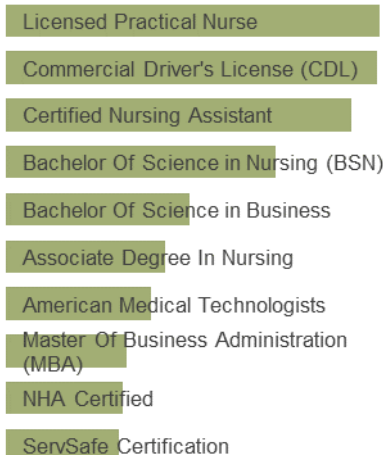 Licensed Practical Nurse
Commercial Driver's License (CDL)
Certified Nursing Assistant
Bachelor Of Science in Nursing (BSN)
Bachelor Of Science in Business
Associate Degree In Nursing
American Medical Technologists
Master Of Business Administration
(MBA)
NHA Certified
ServSafe Certification